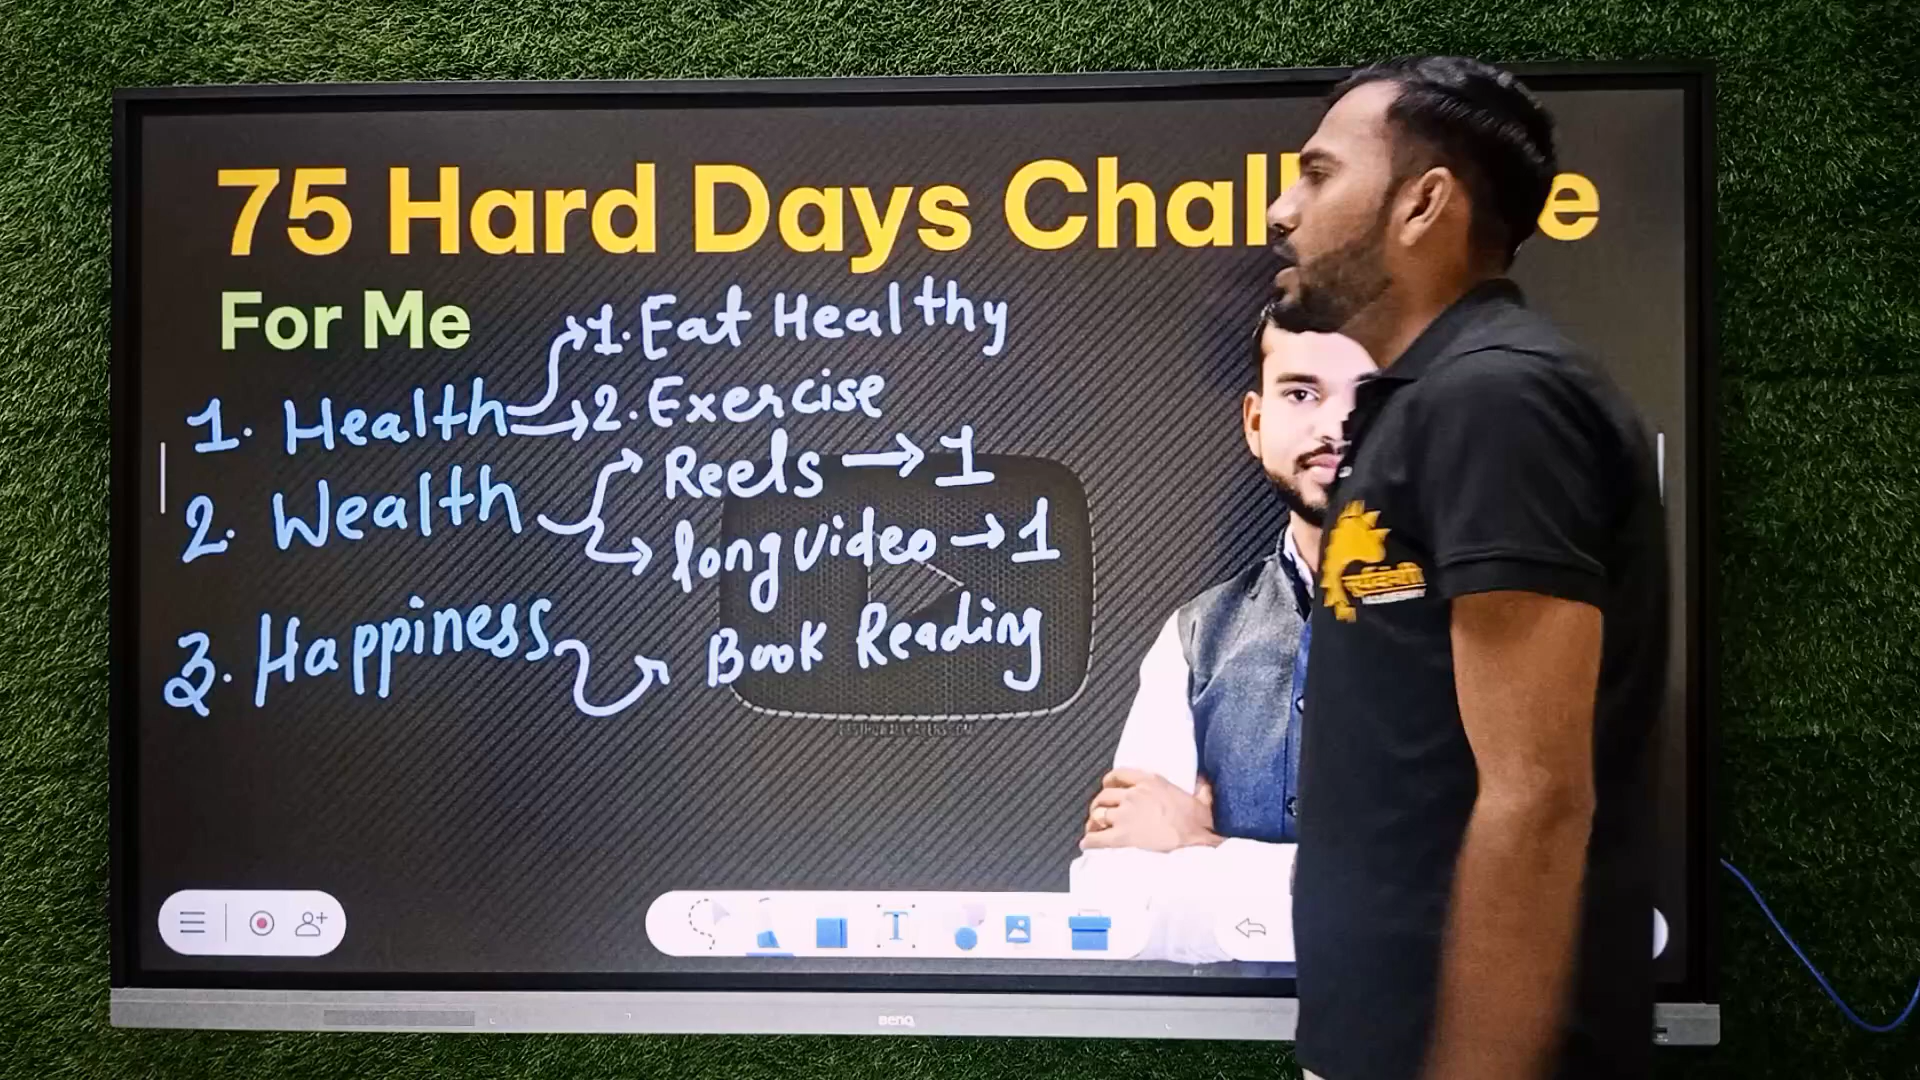 75 Hard Days Chall e
For Me
1. Health → 1. Eat Healthy
→ 2. Exercise
2. Wealth → Reels → 1
→ long video → 1
3. Happiness → Book Reading
T
BenQ